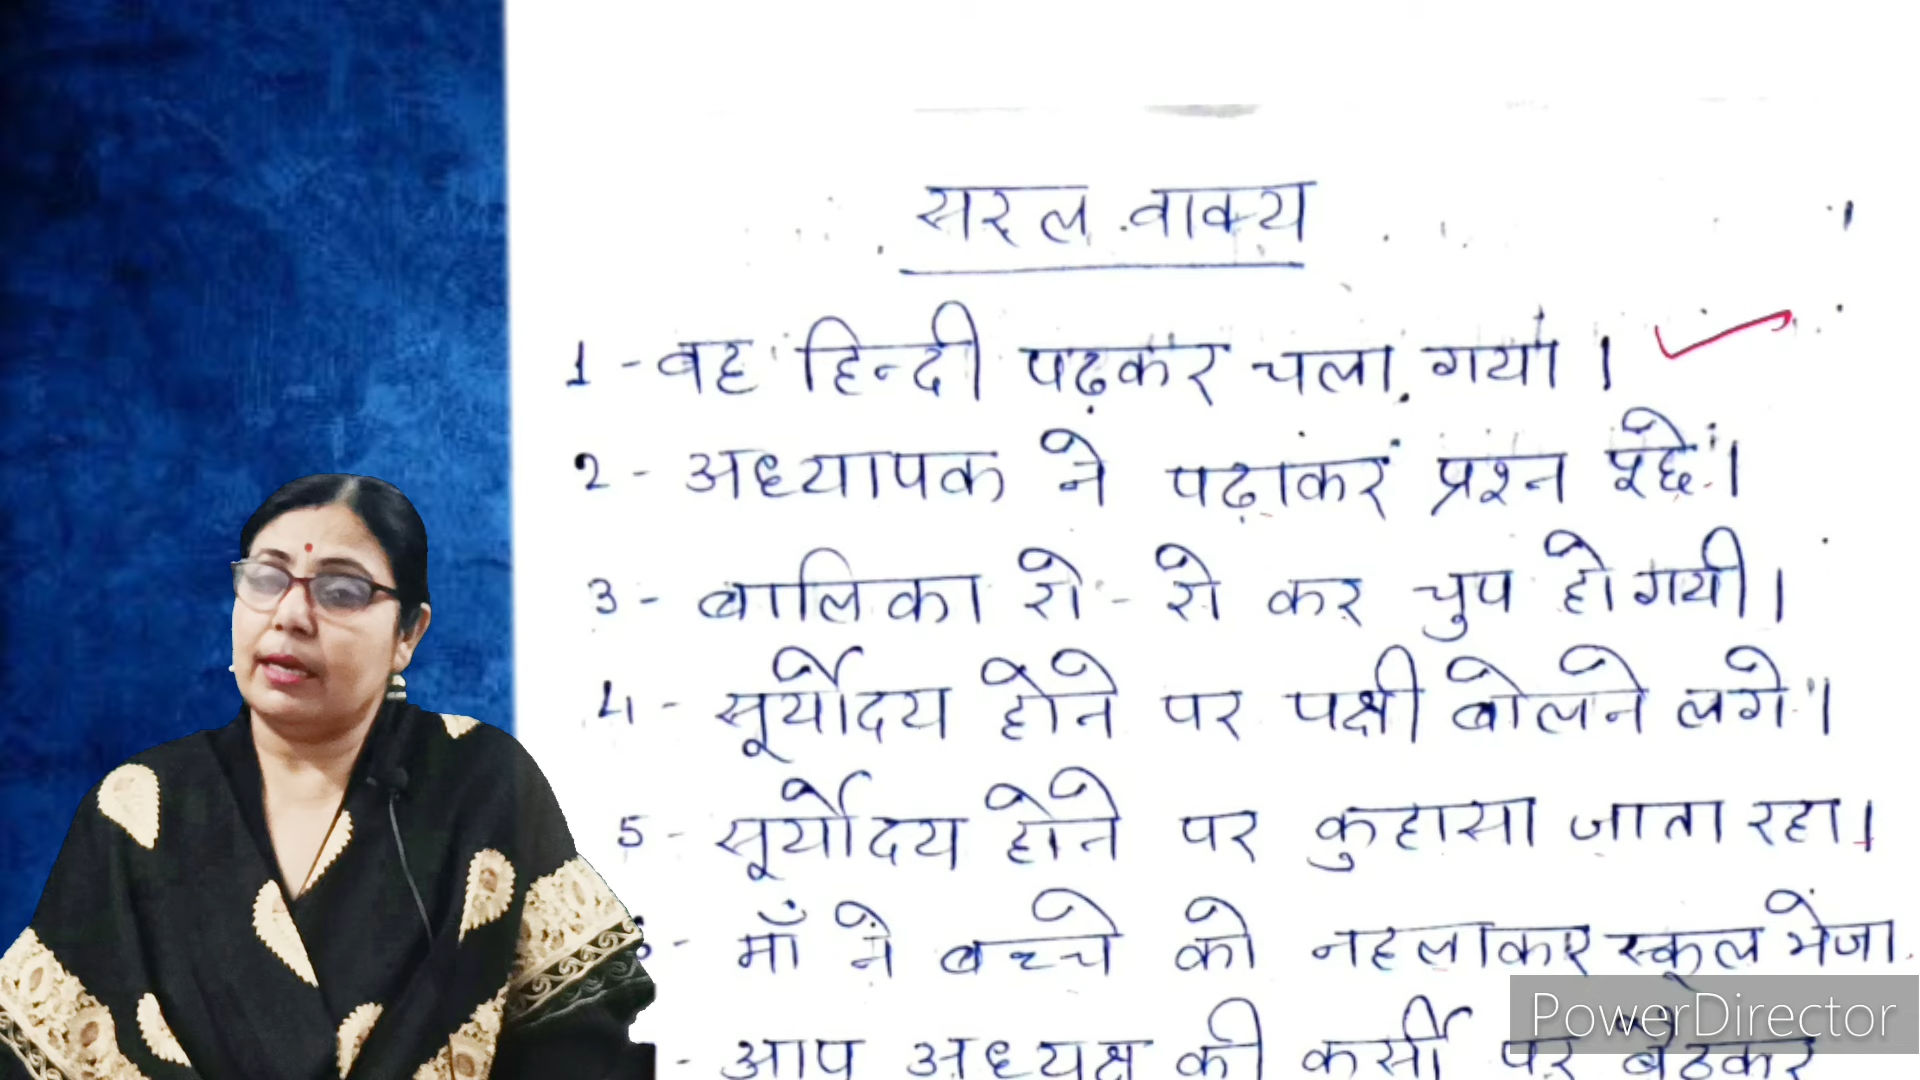 सरल वाक्य
1 - वह हिन्दी पढ़कर चला गया।
2 - अध्यापक ने पढ़ाकर प्रश्न पूछे।
3 - बालिका रो - रो कर चुप हो गयी।
4 - सूर्योदय होने पर पक्षी बोलने लगे।
5 - सूर्योदय होने पर कुहासा जाता रहा।
6 - माँ ने बच्चे को नहलाकर स्कूल भेजा.
- आप अध्यक्ष की कुर्सी पर बैठकर
PowerDirector